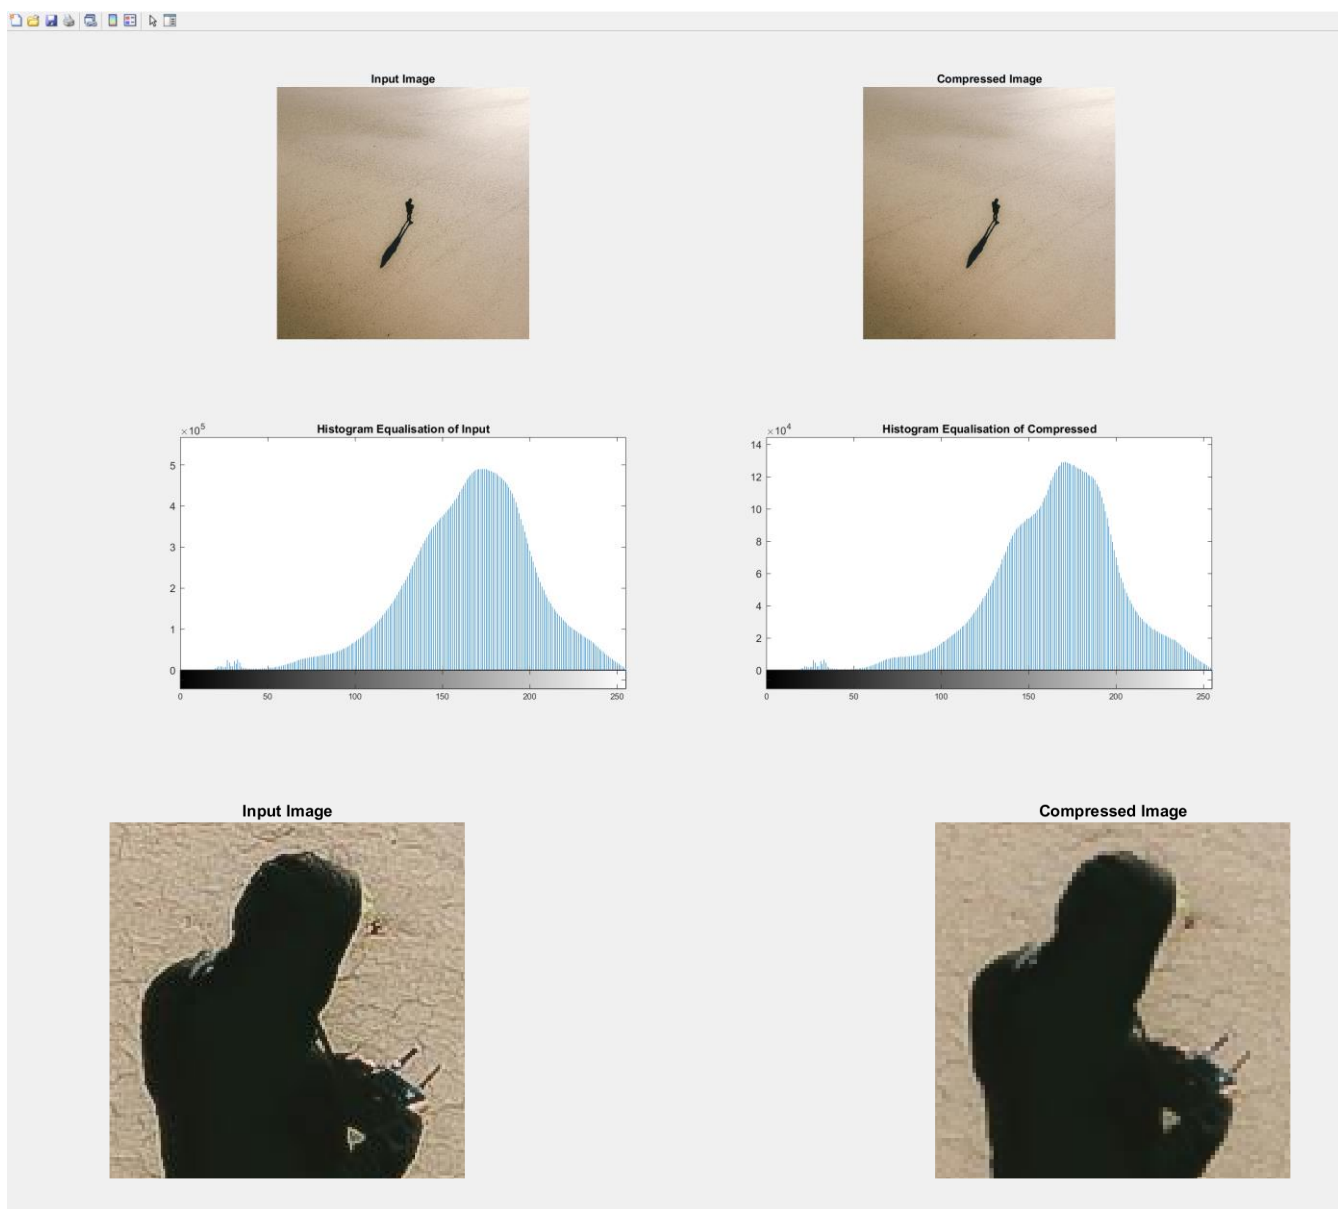 Input Image
Compressed Image
Histogram Equalisation of Input
×10^5
5
4
3
2
1
0
0 50 100 150 200 250
Histogram Equalisation of Compressed
×10^4
14
12
10
8
6
4
2
0
0 50 100 150 200 250
Input Image
Compressed Image